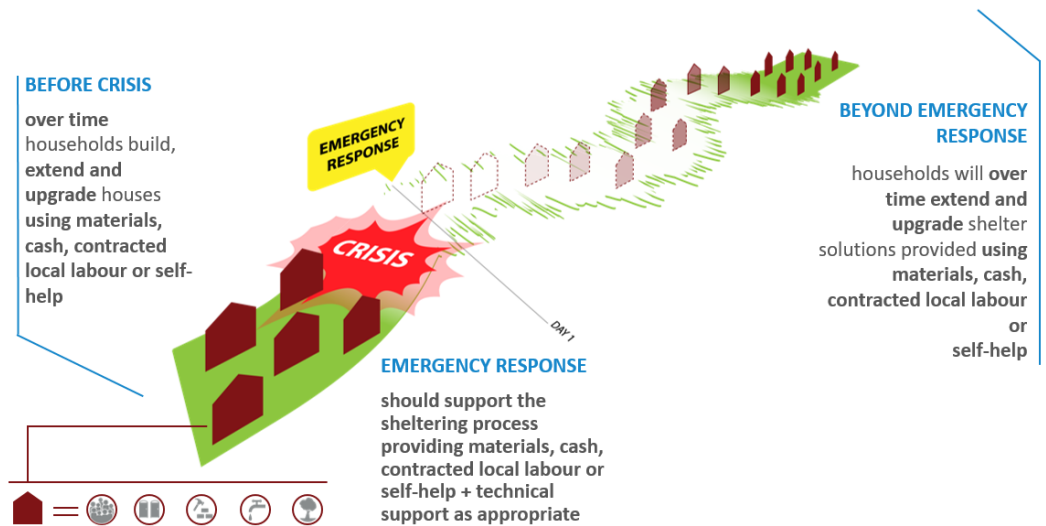 BEFORE CRISIS
over time
households build,
extend and
upgrade houses
using materials,
cash, contracted
local labour or self-
help
EMERGENCY
RESPONSE
CRISIS
DAY 1
EMERGENCY RESPONSE
should support the
sheltering process
providing materials, cash,
contracted local labour or
self-help + technical
support as appropriate
BEYOND EMERGENCY
RESPONSE
households will over
time extend and
upgrade shelter
solutions provided using
materials, cash,
contracted local labour
or
self-help